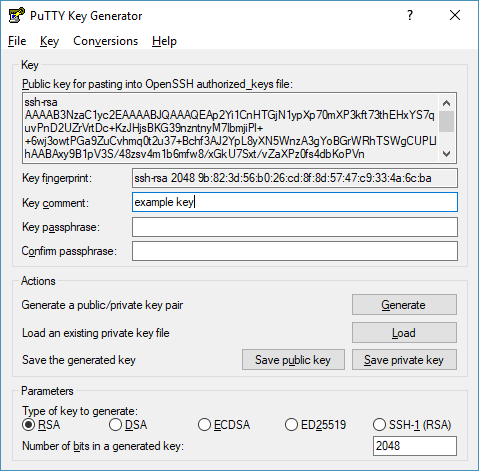 PuTTY Key Generator
?
File Key Conversions Help
Key
Public key for pasting into OpenSSH authorized_keys file:
ssh-rsa
AAAAB3NzaC1yc2EAAAABJQAAAQEAp2Yi1CnHTGjN1ypXp70mXP3kft73thEHxYS7q
uvPnD2UZrVrtDc+KzJHjsBKG39nzntnyM7lbmjiPI+
+6wj3owtPGa9ZuCvhmq0t2u37+Bchf3AJ2YpL8yXN5WnzA3gYoBGrWRhTSWgCUPLl
hAABAxy9B1pV3S/48zsv4m1b6mfw8/xGkU7Sxt/vZaXPz0fs4dbKoPVn
Key fingerprint: ssh-rsa 2048 9b:82:3d:56:b0:26:cd:8f:8d:57:47:c9:33:4a:6c:ba
Key comment: example key
Key passphrase:
Confirm passphrase:
Actions
Generate a public/private key pair Generate
Load an existing private key file Load
Save the generated key Save public key Save private key
Parameters
Type of key to generate:
RSA DSA ECDSA ED25519 SSH-1 (RSA)
Number of bits in a generated key: 2048